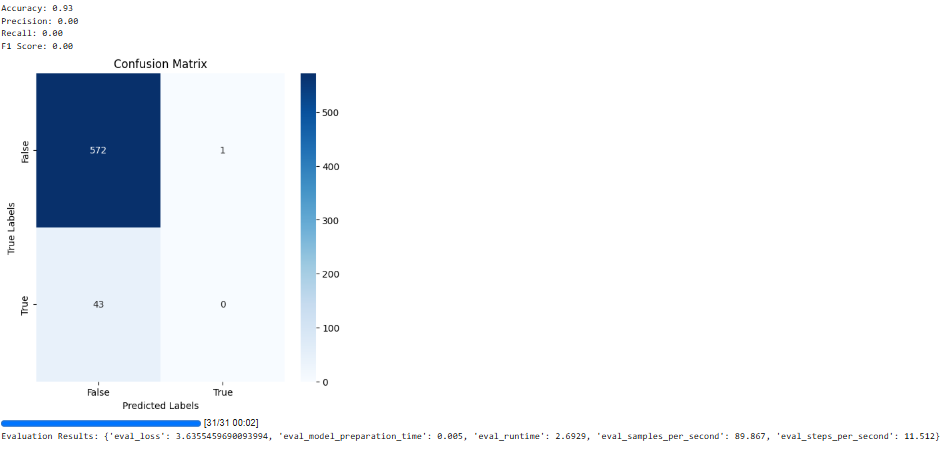 Accuracy: 0.93
Precision: 0.00
Recall: 0.00
F1 Score: 0.00
Confusion Matrix
False
572
1
True Labels
True
43
0
False
True
Predicted Labels
500
400
300
200
100
0
[31/31 00:02]
Evaluation Results: {'eval_loss': 3.6355459690093994, 'eval_model_preparation_time': 0.005, 'eval_runtime': 2.6929, 'eval_samples_per_second': 89.867, 'eval_steps_per_second': 11.512}